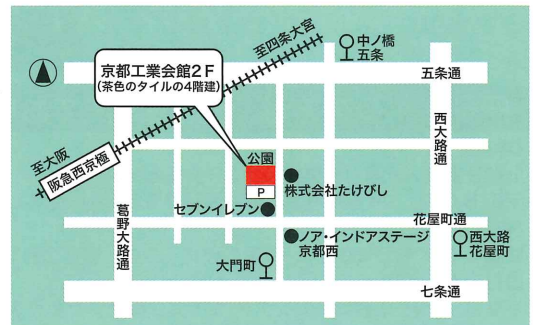 至四条大宮
中ノ橋
五条
京都工業会館2F
(茶色のタイルの4階建)
五条通
西大路通
至大阪
阪急西京極
公園
P
株式会社たけびし
セブンイレブン
葛野大路通
花屋町通
ノア・インドアステージ
京都西
西大路
花屋町
大門町
七条通